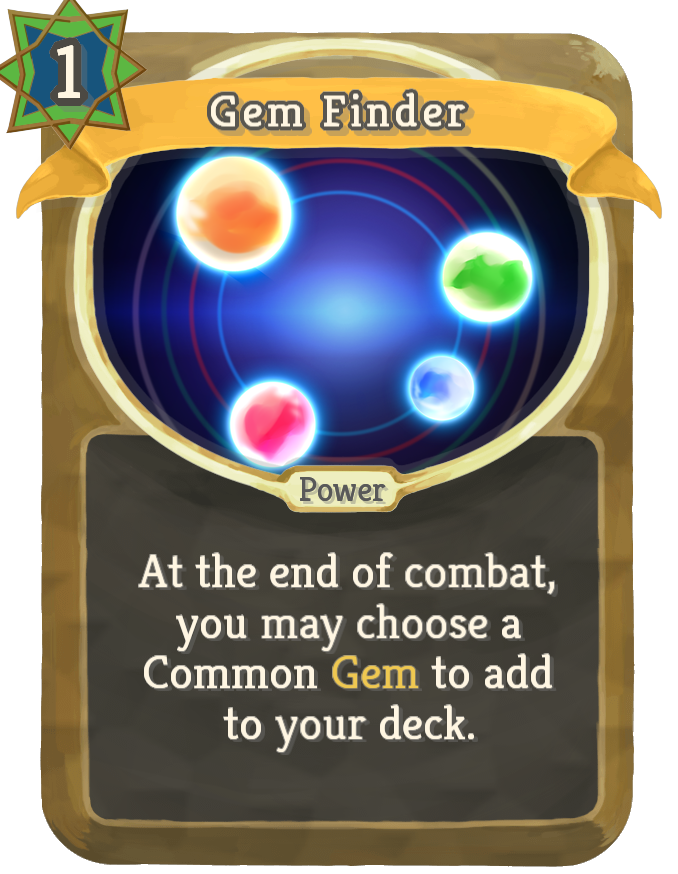 1
Gem Finder
Power
At the end of combat,
you may choose a
Common Gem to add
to your deck.